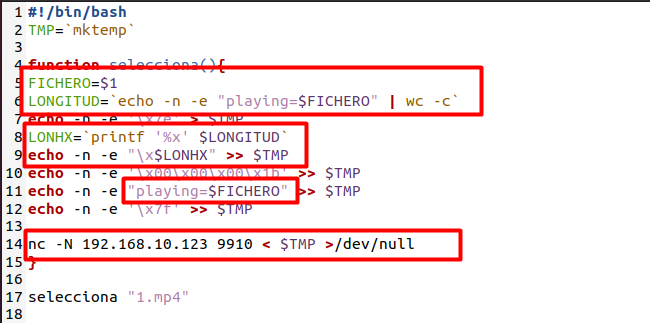 1 #!/bin/bash
2 TMP=`mktemp`
3
4 function selecciona(){
5 FICHERO=$1
6 LONGITUD=`echo -n -e "playing=$FICHERO" | wc -c`
7 echo -n -e '\x7e' > $TMP
8 LONHX=`printf '%x' $LONGITUD`
9 echo -n -e "\x$LONHX" >> $TMP
10 echo -n -e '\x00\x00\x00\x1b' >> $TMP
11 echo -n -e "playing=$FICHERO" >> $TMP
12 echo -n -e '\x7f' >> $TMP
13
14 nc -N 192.168.10.123 9910 < $TMP >/dev/null
15 }
16
17 selecciona "1.mp4"
18